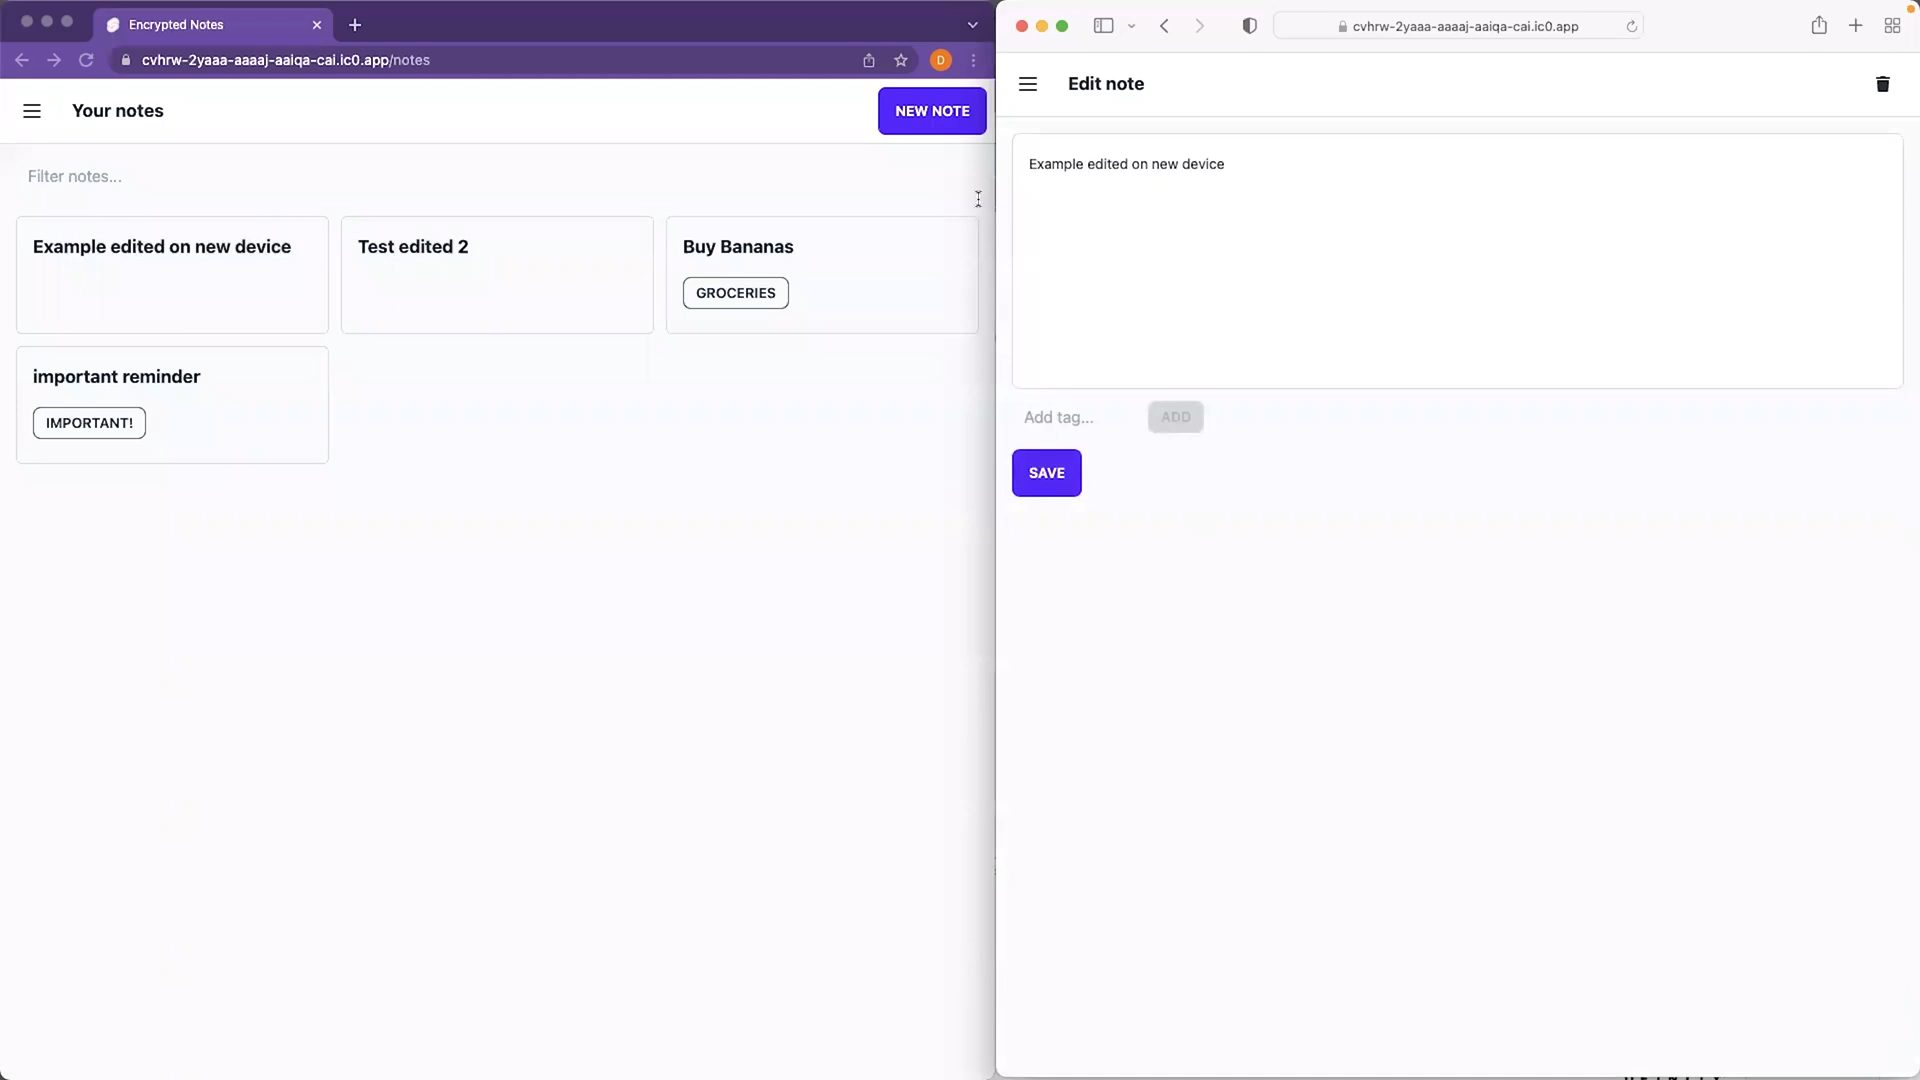 Encrypted Notes
cvhrw-2yaaa-aaaaj-aaiqa-cai.ic0.app/notes
D
Your notes
NEW NOTE
Filter notes...
Example edited on new device
Test edited 2
Buy Bananas
GROCERIES
important reminder
IMPORTANT!
cvhrw-2yaaa-aaaaj-aaiqa-cai.ic0.app
Edit note
Example edited on new device
Add tag...
ADD
SAVE